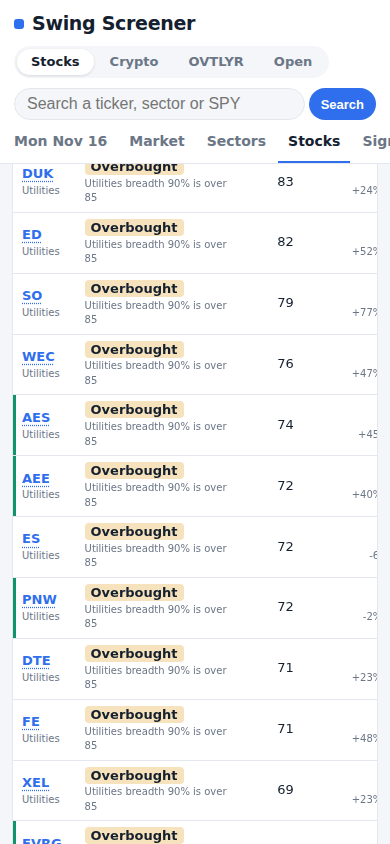 Swing Screener
Stocks Crypto OVTLYR Open
Search a ticker, sector or SPY Search
Mon Nov 16 Market Sectors Stocks
DUK Overbought 83
Utilities Utilities breadth 90% is over +24%
85
ED Overbought 82
Utilities Utilities breadth 90% is over +52%
85
SO Overbought 79
Utilities Utilities breadth 90% is over +77%
85
WEC Overbought 76
Utilities Utilities breadth 90% is over +47%
85
AES Overbought 74
Utilities Utilities breadth 90% is over +45
85
AEE Overbought 72
Utilities Utilities breadth 90% is over +40%
85
ES Overbought 72
Utilities Utilities breadth 90% is over -6
85
PNW Overbought 72
Utilities Utilities breadth 90% is over -2%
85
DTE Overbought 71
Utilities Utilities breadth 90% is over +23%
85
FE Overbought 71
Utilities Utilities breadth 90% is over +48%
85
XEL Overbought 69
Utilities Utilities breadth 90% is over +23%
85
Overbought